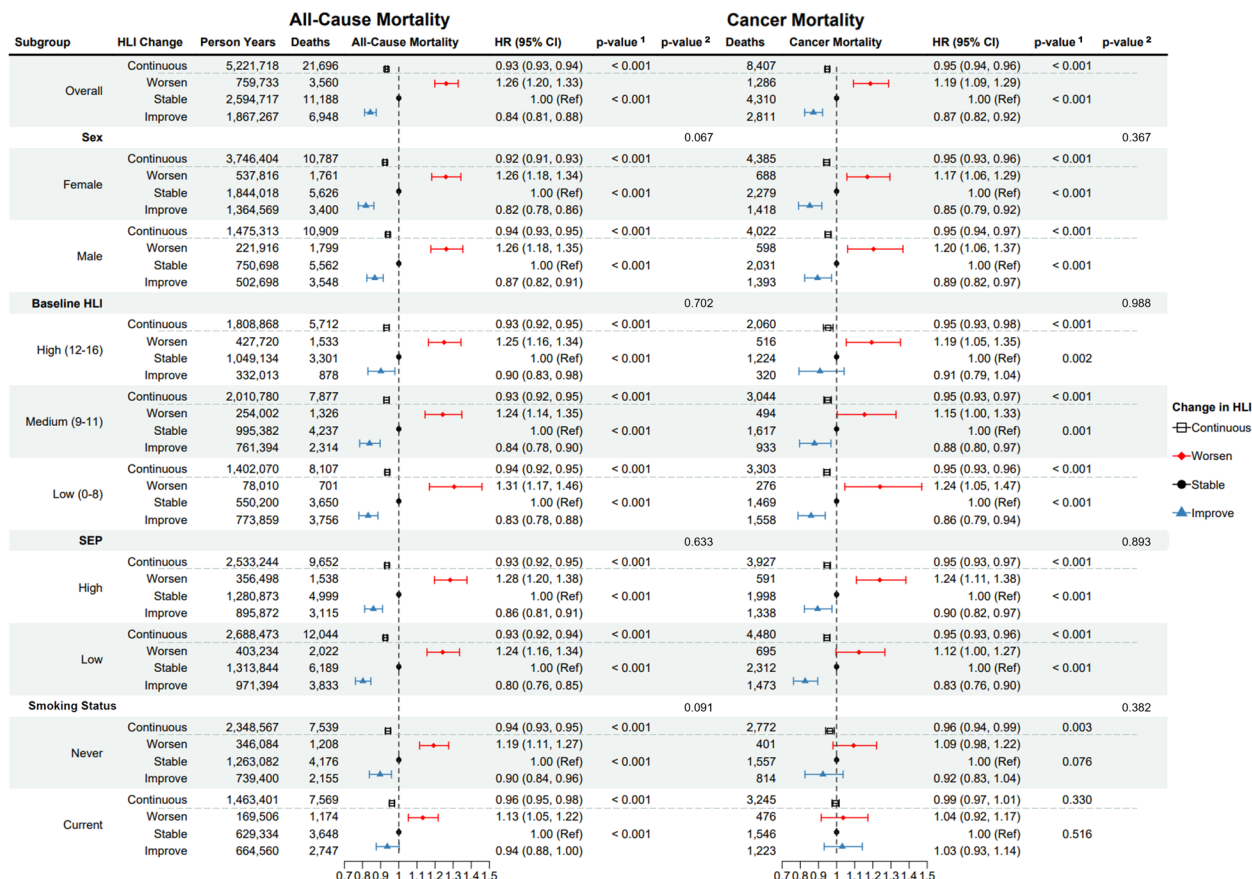 All-Cause Mortality Cancer Mortality
Subgroup HLI Change Person Years Deaths All-Cause Mortality HR (95% CI) p-value 1 p-value 2 Deaths Cancer Mortality HR (95% CI) p-value 1 p-value 2
Continuous 5,221,718 21,696 0.93 (0.93, 0.94) < 0.001 8,407 0.95 (0.94, 0.96) < 0.001
Overall
Worsen 759,733 3,560 1.26 (1.20, 1.33) 1,286 1.19 (1.09, 1.29)
Stable 2,594,717 11,188 1.00 (Ref) < 0.001 4,310 1.00 (Ref) < 0.001
Improve 1,867,267 6,948 0.84 (0.81, 0.88) 2,811 0.87 (0.82, 0.92)
Sex 0.067 0.367
Continuous 3,746,404 10,787 0.92 (0.91, 0.93) < 0.001 4,385 0.95 (0.93, 0.96) < 0.001
Female
Worsen 537,816 1,761 1.26 (1.18, 1.34) 688 1.17 (1.06, 1.29)
Stable 1,844,018 5,626 1.00 (Ref) < 0.001 2,279 1.00 (Ref) < 0.001
Improve 1,364,569 3,400 0.82 (0.78, 0.86) 1,418 0.85 (0.79, 0.92)
Continuous 1,475,313 10,909 0.94 (0.93, 0.95) < 0.001 4,022 0.95 (0.94, 0.97) < 0.001
Male
Worsen 221,916 1,799 1.26 (1.18, 1.35) 598 1.20 (1.06, 1.37)
Stable 750,698 5,562 1.00 (Ref) < 0.001 2,031 1.00 (Ref) < 0.001
Improve 502,698 3,548 0.87 (0.82, 0.91) 1,393 0.89 (0.82, 0.97)
Baseline HLI 0.702 0.988
Continuous 1,808,868 5,712 0.93 (0.92, 0.95) < 0.001 2,060 0.95 (0.93, 0.98) < 0.001
High (12-16)
Worsen 427,720 1,533 1.25 (1.16, 1.34) 516 1.19 (1.05, 1.35)
Stable 1,049,134 3,301 1.00 (Ref) < 0.001 1,224 1.00 (Ref) 0.002
Improve 332,013 878 0.90 (0.83, 0.98) 320 0.91 (0.79, 1.04)
Continuous 2,010,780 7,877 0.93 (0.92, 0.95) < 0.001 3,044 0.95 (0.93, 0.97) < 0.001
Medium (9-11)
Worsen 254,002 1,326 1.24 (1.14, 1.35) 494 1.15 (1.00, 1.33)
Stable 995,382 4,237 1.00 (Ref) < 0.001 1,617 1.00 (Ref) 0.001
Improve 761,394 2,314 0.84 (0.78, 0.90) 933 0.88 (0.80, 0.97)
Continuous 1,402,070 8,107 0.94 (0.92, 0.95) < 0.001 3,303 0.95 (0.93, 0.96) < 0.001
Low (0-8)
Worsen 78,010 701 1.31 (1.17, 1.46) 276 1.24 (1.05, 1.47)
Stable 550,200 3,650 1.00 (Ref) < 0.001 1,469 1.00 (Ref) < 0.001
Improve 773,859 3,756 0.83 (0.78, 0.88) 1,558 0.86 (0.79, 0.94)
SEP 0.633 0.893
Continuous 2,533,244 9,652 0.93 (0.92, 0.95) < 0.001 3,927 0.95 (0.93, 0.97) < 0.001
High
Worsen 356,498 1,538 1.28 (1.20, 1.38) 591 1.24 (1.11, 1.38)
Stable 1,280,873 4,999 1.00 (Ref) < 0.001 1,998 1.00 (Ref) < 0.001
Improve 895,872 3,115 0.86 (0.81, 0.91) 1,338 0.90 (0.82, 0.97)
Continuous 2,688,473 12,044 0.93 (0.92, 0.94) < 0.001 4,480 0.95 (0.93, 0.96) < 0.001
Low
Worsen 403,234 2,022 1.24 (1.16, 1.34) 695 1.12 (1.00, 1.27)
Stable 1,313,844 6,189 1.00 (Ref) < 0.001 2,312 1.00 (Ref) < 0.001
Improve 971,394 3,833 0.80 (0.76, 0.85) 1,473 0.83 (0.76, 0.90)
Smoking Status 0.091 0.382
Continuous 2,348,567 7,539 0.94 (0.93, 0.95) < 0.001 2,772 0.96 (0.94, 0.99) 0.003
Never
Worsen 346,084 1,208 1.19 (1.11, 1.27) 401 1.09 (0.98, 1.22)
Stable 1,263,082 4,176 1.00 (Ref) < 0.001 1,557 1.00 (Ref) 0.076
Improve 739,400 2,155 0.90 (0.84, 0.96) 814 0.92 (0.83, 1.04)
Continuous 1,463,401 7,569 0.96 (0.95, 0.98) < 0.001 3,245 0.99 (0.97, 1.01) 0.330
Current
Worsen 169,506 1,174 1.13 (1.05, 1.22) 476 1.04 (0.92, 1.17)
Stable 629,334 3,648 1.00 (Ref) < 0.001 1,546 1.00 (Ref) 0.516
Improve 664,560 2,747 0.94 (0.88, 1.00) 1,223 1.03 (0.93, 1.14)
0.7 0.8 0.9 1 1.1 1.2 1.3 1.4 1.5 0.7 0.8 0.9 1 1.1 1.2 1.3 1.4 1.5
Change in HLI
Continuous
Worsen
Stable
Improve